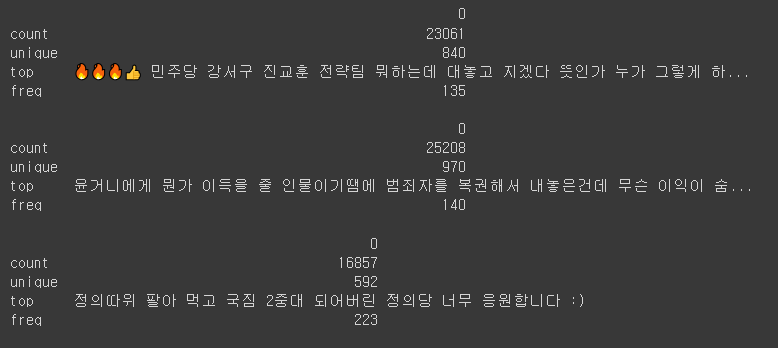 0
count 23061
unique 840
top 🔥🔥🔥👍 민주당 강서구 진교훈 전략팀 뭐하는데 대놓고 지겠다 뜻인가 누가 그렇게 하...
freq 135
0
count 25208
unique 970
top 윤거니에게 뭔가 이득을 줄 인물이기땜에 범죄자를 복권해서 내놓은건데 무슨 이익이 숨...
freq 140
0
count 16857
unique 592
top 정의따위 팔아 먹고 국짐 2중대 되어버린 정의당 너무 응원합니다 :)
freq 223